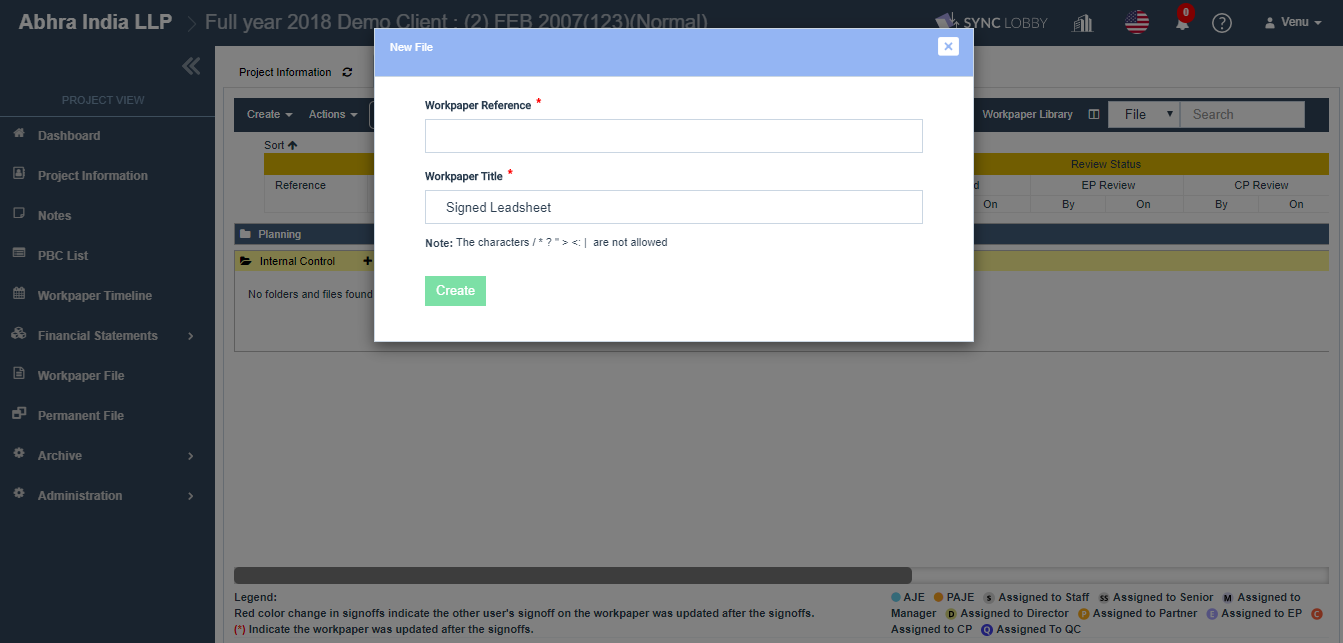 Abhra India LLP Full year 2018 Demo Client : (2) FEB 2007(123)(Normal) SYNC LOBBY 0 ? Venu
New File ×
PROJECT VIEW
Dashboard
Project Information
Notes
PBC List
Workpaper Timeline
Financial Statements
Workpaper File
Permanent File
Archive
Administration
Project Information
Create Actions Workpaper Library File Search
Sort
Review Status
Reference EP Review CP Review
On By On By On
Planning
Internal Control +
No folders and files found
Workpaper Reference *
Workpaper Title *
Signed Leadsheet
Note: The characters / * ? " > <: | are not allowed
Create
Legend:
Red color change in signoffs indicate the other user's signoff on the workpaper was updated after the signoffs.
(*) Indicate the workpaper was updated after the signoffs.
AJE PAJE S Assigned to Staff SS Assigned to Senior M Assigned to
Manager D Assigned to Director P Assigned to Partner E Assigned to EP C
Assigned to CP Q Assigned To QC